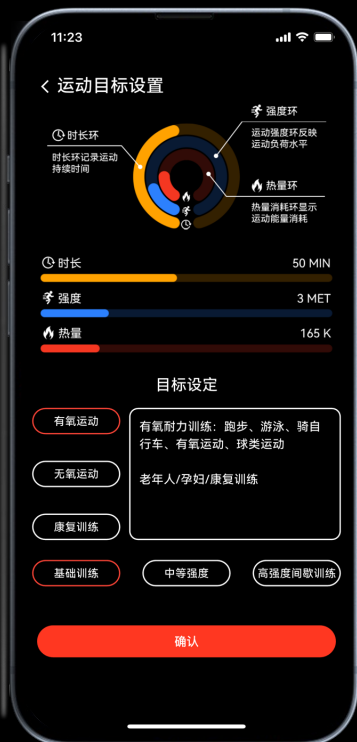 11:23
运动目标设置
强度环
运动强度环反映
运动负荷水平
时长环
时长环记录运动
持续时间
热量环
热量消耗环显示
运动能量消耗
时长 50 MIN
强度 3 MET
热量 165 K
目标设定
有氧运动
有氧耐力训练：跑步、游泳、骑自
行车、有氧运动、球类运动
无氧运动
老年人/孕妇/康复训练
康复训练
基础训练 中等强度 高强度间歇训练
确认